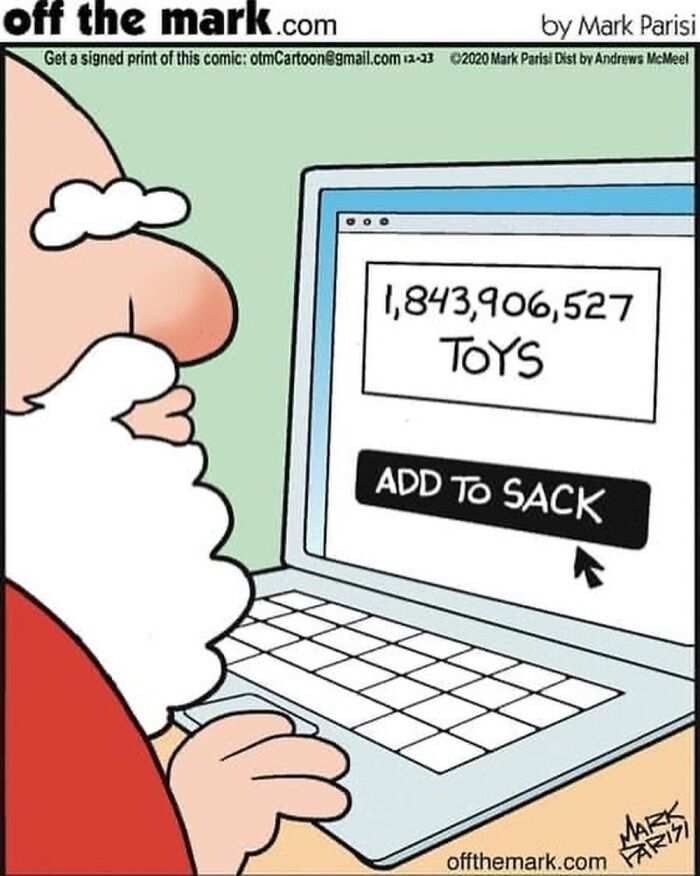 off the mark.com by Mark Parisi
Get a signed print of this comic: otmCartoon@gmail.com 12-23 ©2020 Mark Parisi Dist by Andrews McMeel
1,843,906,527
TOYS
ADD TO SACK
MARK
PARISI
offthemark.com